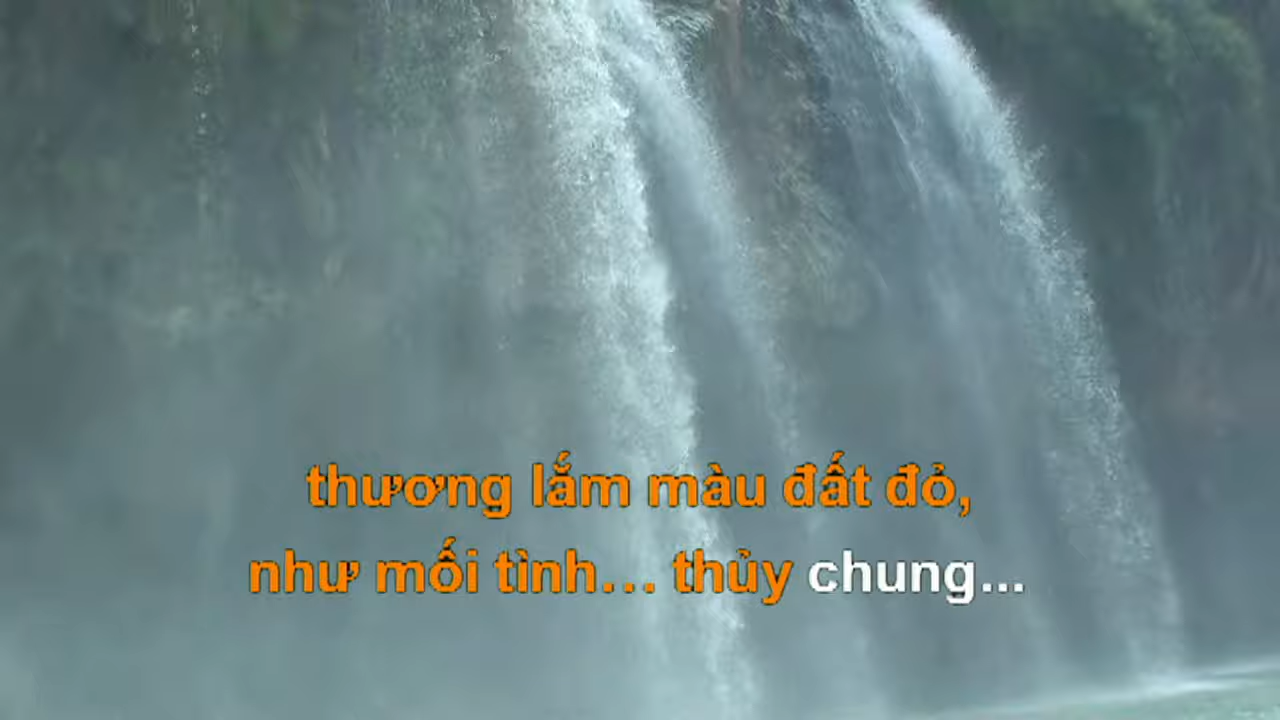 thương lắm màu đất đỏ,
như mối tình... thủy chung...